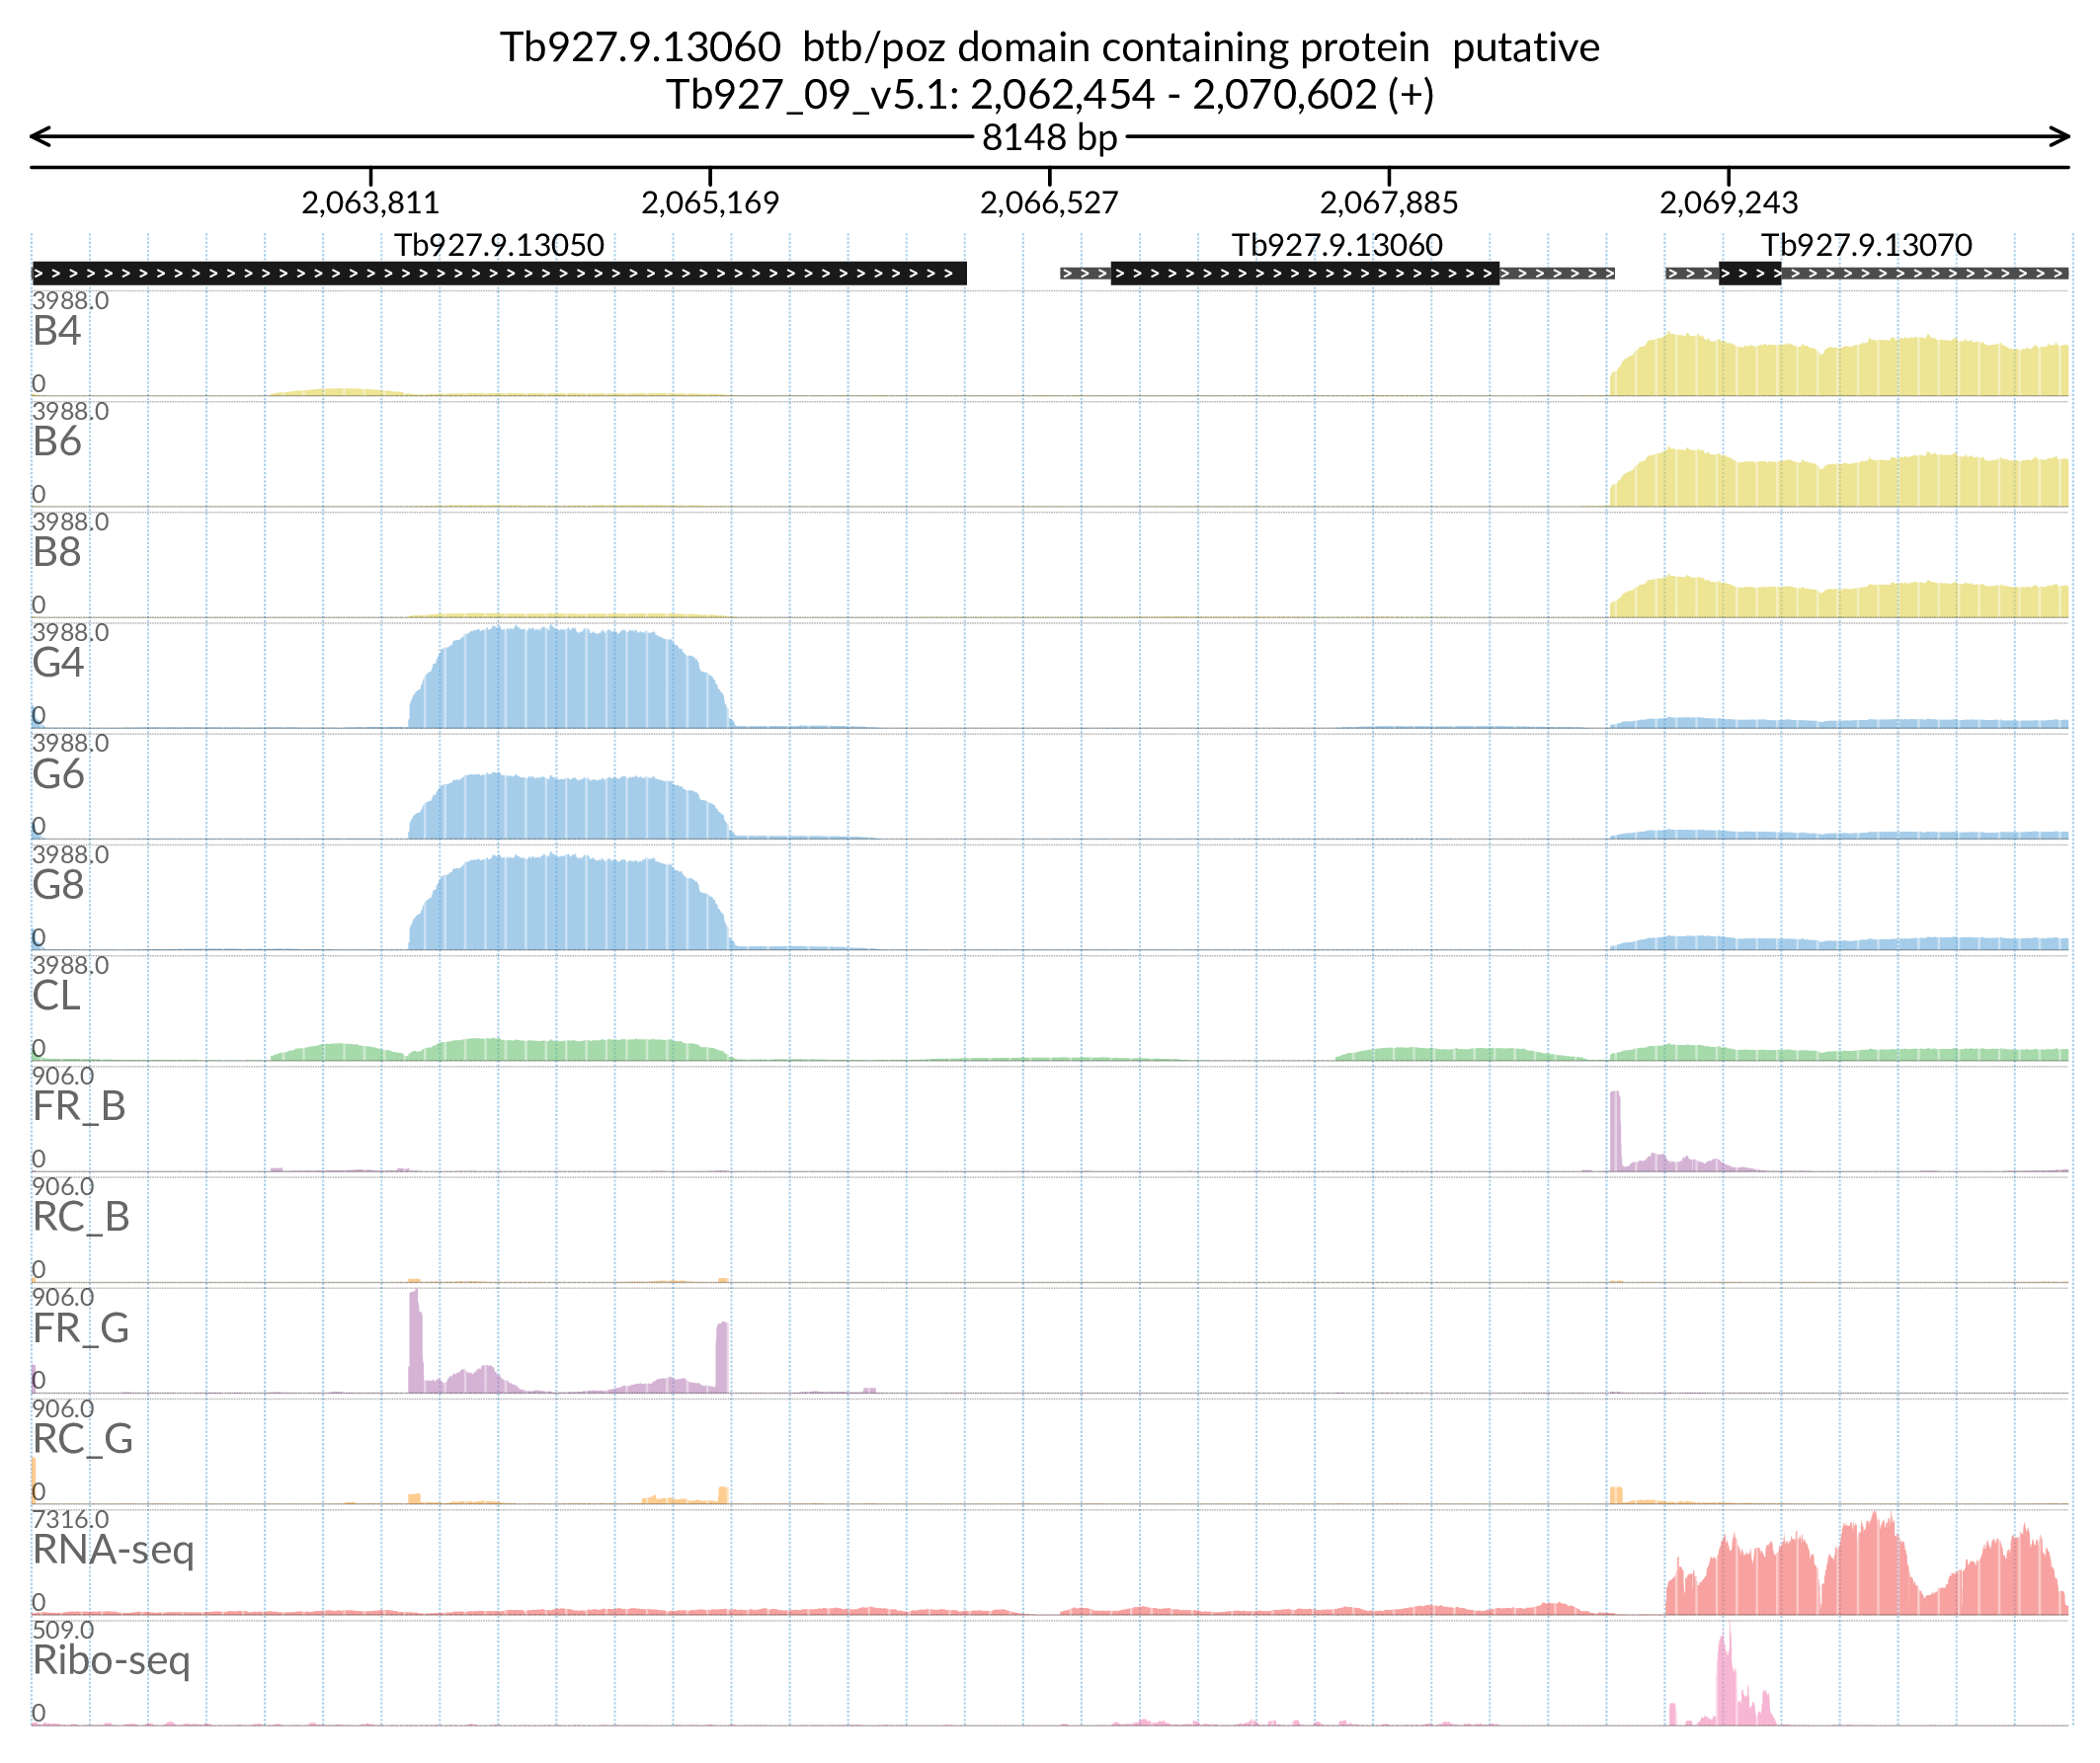 Tb927.9.13060 btb/poz domain containing protein putative
Tb927_09_v5.1: 2,062,454 - 2,070,602 (+)
8148 bp
2,063,811 2,065,169 2,066,527 2,067,885 2,069,243
Tb927.9.13050 Tb927.9.13060 Tb927.9.13070
3988.0
B4
0
3988.0
B6
0
3988.0
B8
0
3988.0
G4
0
3988.0
G6
0
3988.0
G8
0
3988.0
CL
0
906.0
FR_B
0
906.0
RC_B
0
906.0
FR_G
0
906.0
RC_G
0
7316.0
RNA-seq
0
509.0
Ribo-seq
0